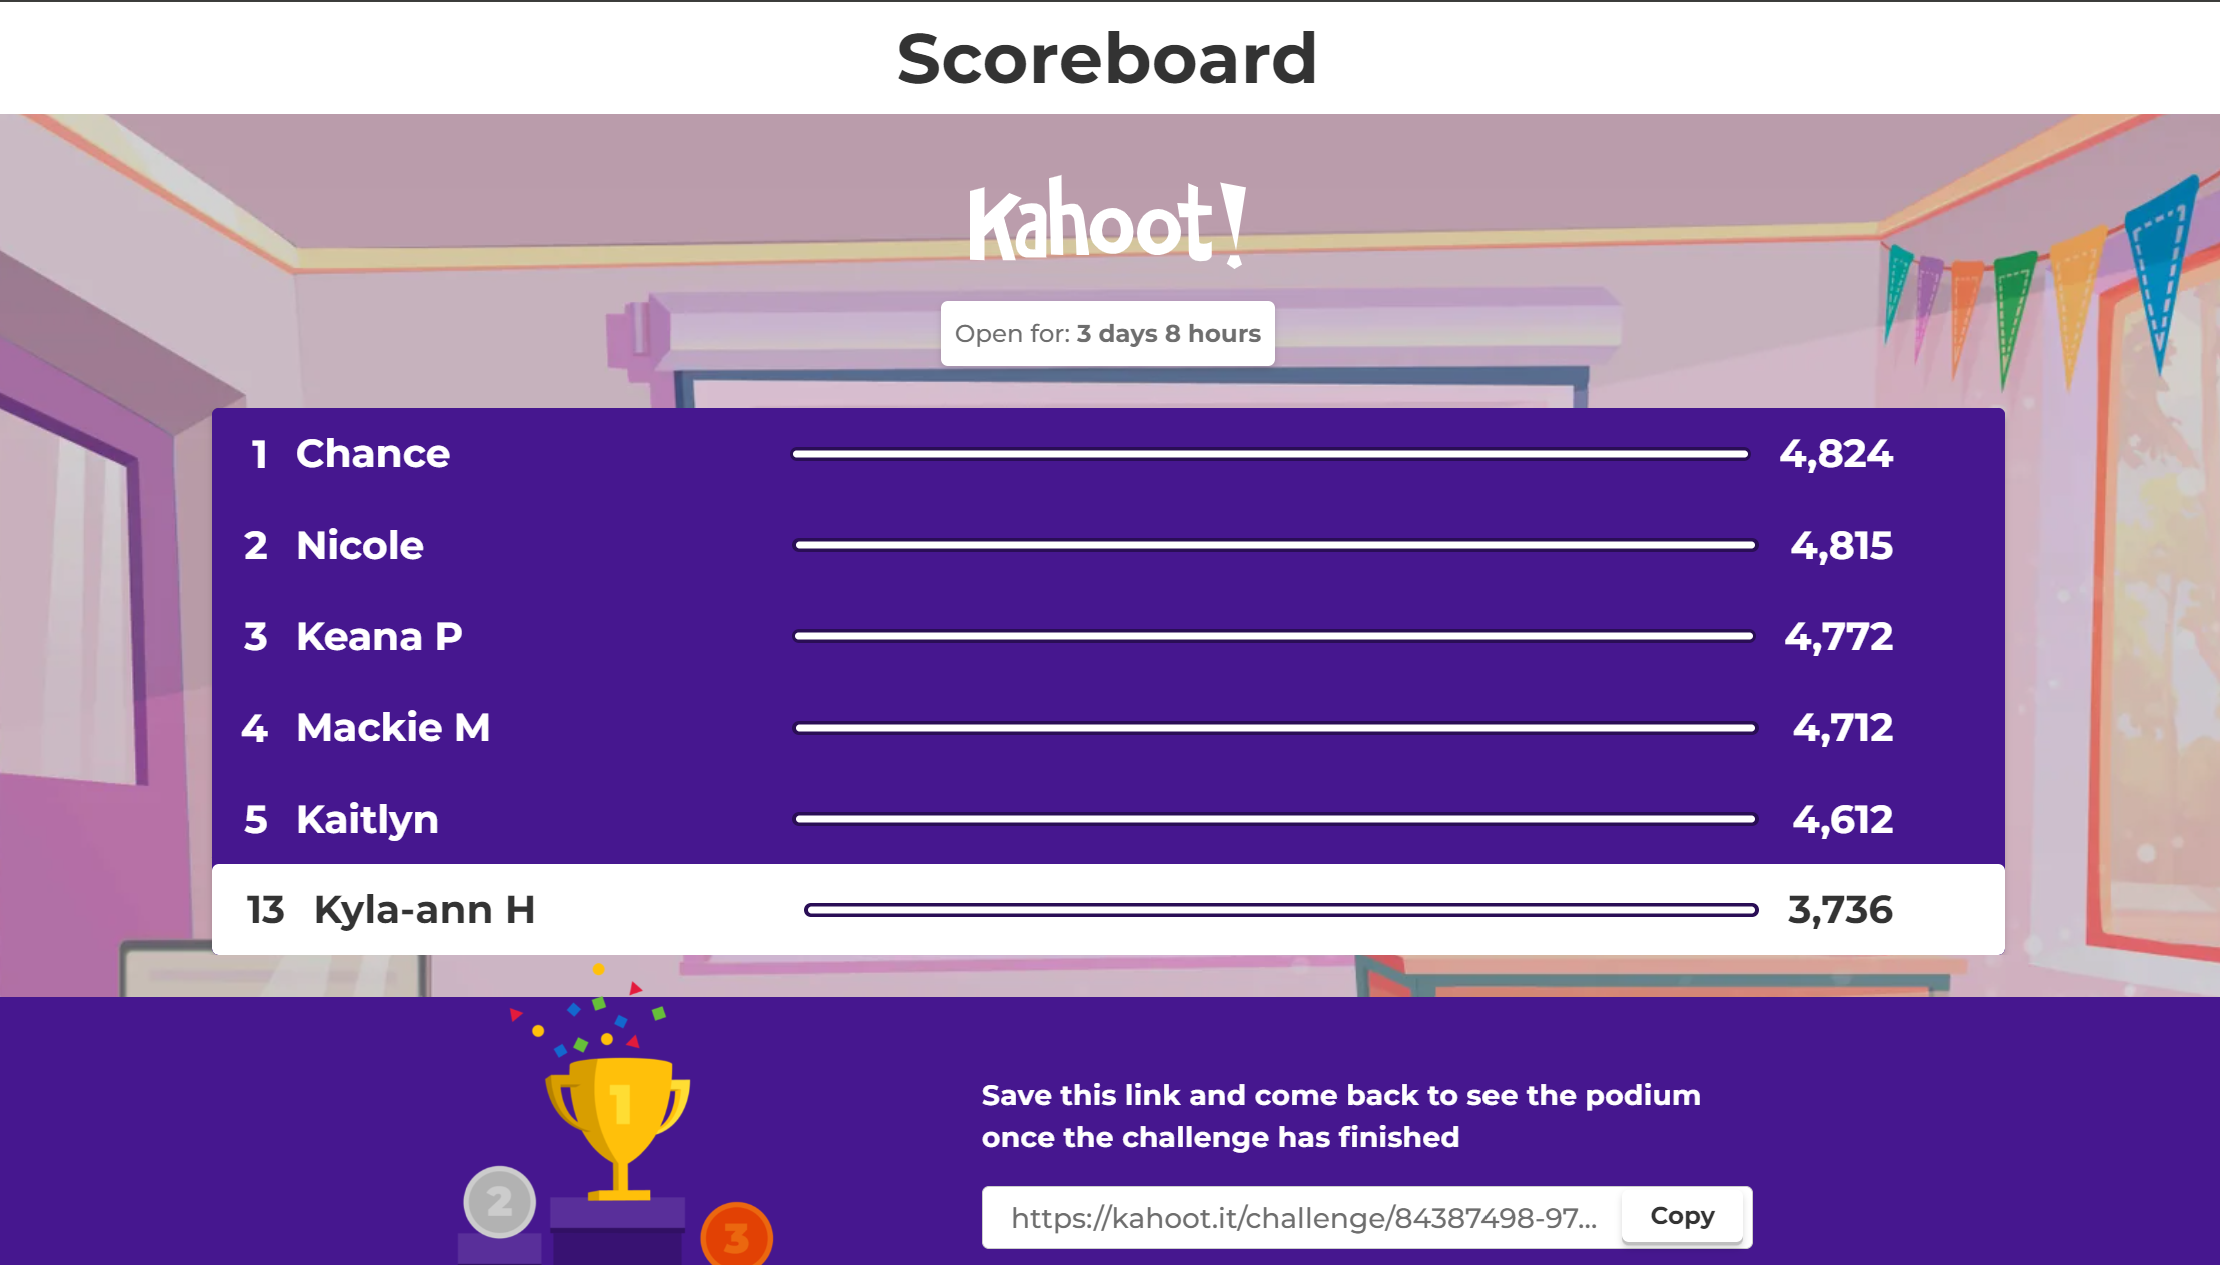 Scoreboard
Kahoot!
Open for: 3 days 8 hours
1 Chance 4,824
2 Nicole 4,815
3 Keana P 4,772
4 Mackie M 4,712
5 Kaitlyn 4,612
13 Kyla-ann H 3,736
1
2
3
Save this link and come back to see the podium
once the challenge has finished
https://kahoot.it/challenge/84387498-97... Copy